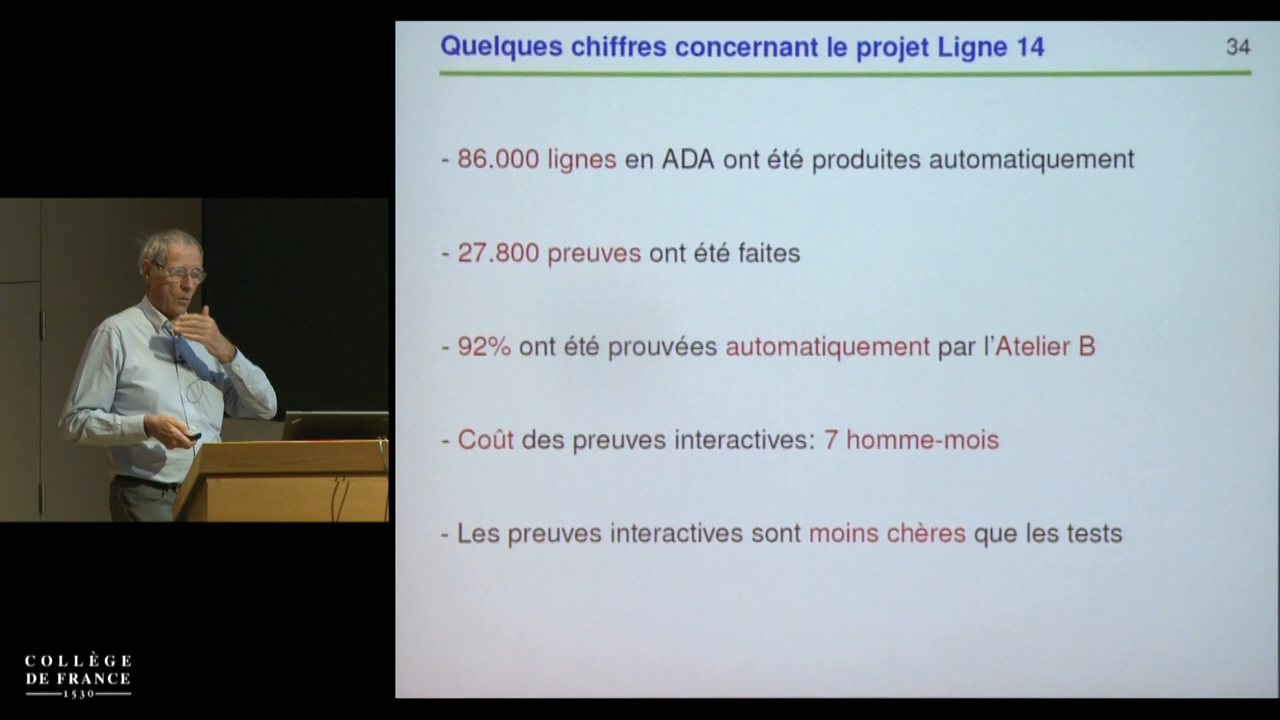 Quelques chiffres concernant le projet Ligne 14
34
- 86.000 lignes en ADA ont été produites automatiquement
- 27.800 preuves ont été faites
- 92% ont été prouvées automatiquement par l'Atelier B
- Coût des preuves interactives: 7 homme-mois
- Les preuves interactives sont moins chères que les tests
COLLÈGE
DE FRANCE
1530